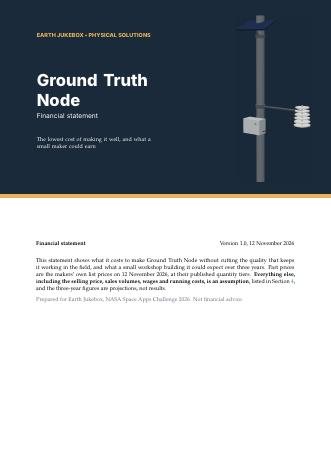 EARTH JUKEBOX • PHYSICAL SOLUTIONS
Ground Truth
Node
Financial statement
The lowest cost of making it well, and what a
small maker could earn
Financial statement Version 1.0, 12 November 2026
This statement shows what it costs to make Ground Truth Node without cutting the quality that keeps
it working in the field, and what a small workshop building it could expect over three years. Part prices
are the makers' own list prices on 12 November 2026, at their published quantity tiers. Everything else,
including the selling price, sales volumes, wages and running costs, is an assumption, listed in Section 4,
and the three-year figures are projections, not results.
Prepared for Earth Jukebox, NASA Space Apps Challenge 2026. Not financial advice.